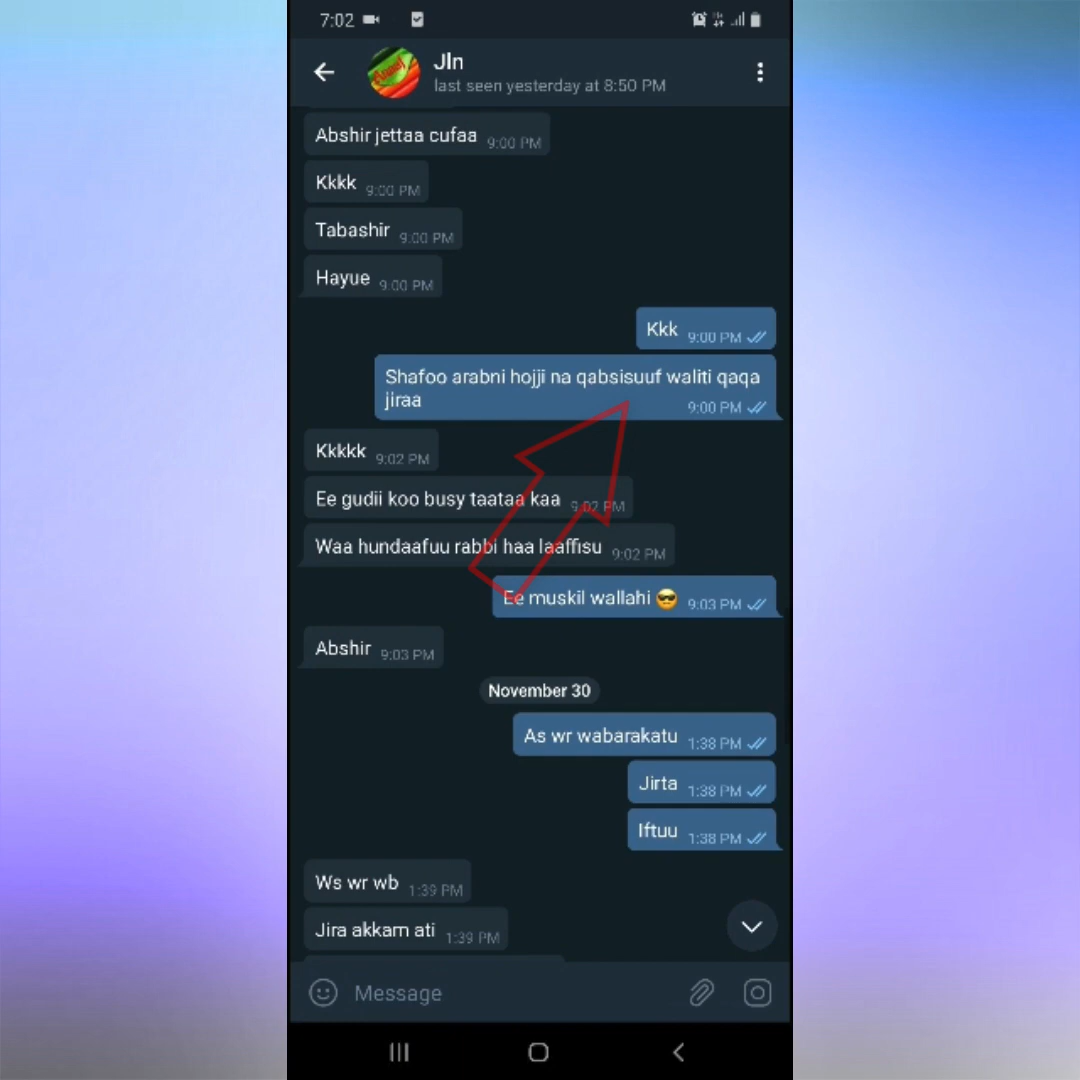 7:02
Jln
last seen yesterday at 8:50 PM
Abshir jettaa cufaa 9:00 PM
Kkkk 9:00 PM
Tabashir 9:00 PM
Hayue 9:00 PM
Kkk 9:00 PM
Shafoo arabni hojji na qabsisuuf waliti qaqa
jiraa 9:00 PM
Kkkkk 9:02 PM
Ee gudii koo busy taataa kaa 9:02 PM
Waa hundaafuu rabbi haa laaffisu 9:02 PM
Ee muskil wallahi 😎 9:03 PM
Abshir 9:03 PM
November 30
As wr wabarakatu 1:38 PM
Jirta 1:38 PM
Iftuu 1:38 PM
Ws wr wb 1:39 PM
Jira akkam ati 1:39 PM
Message